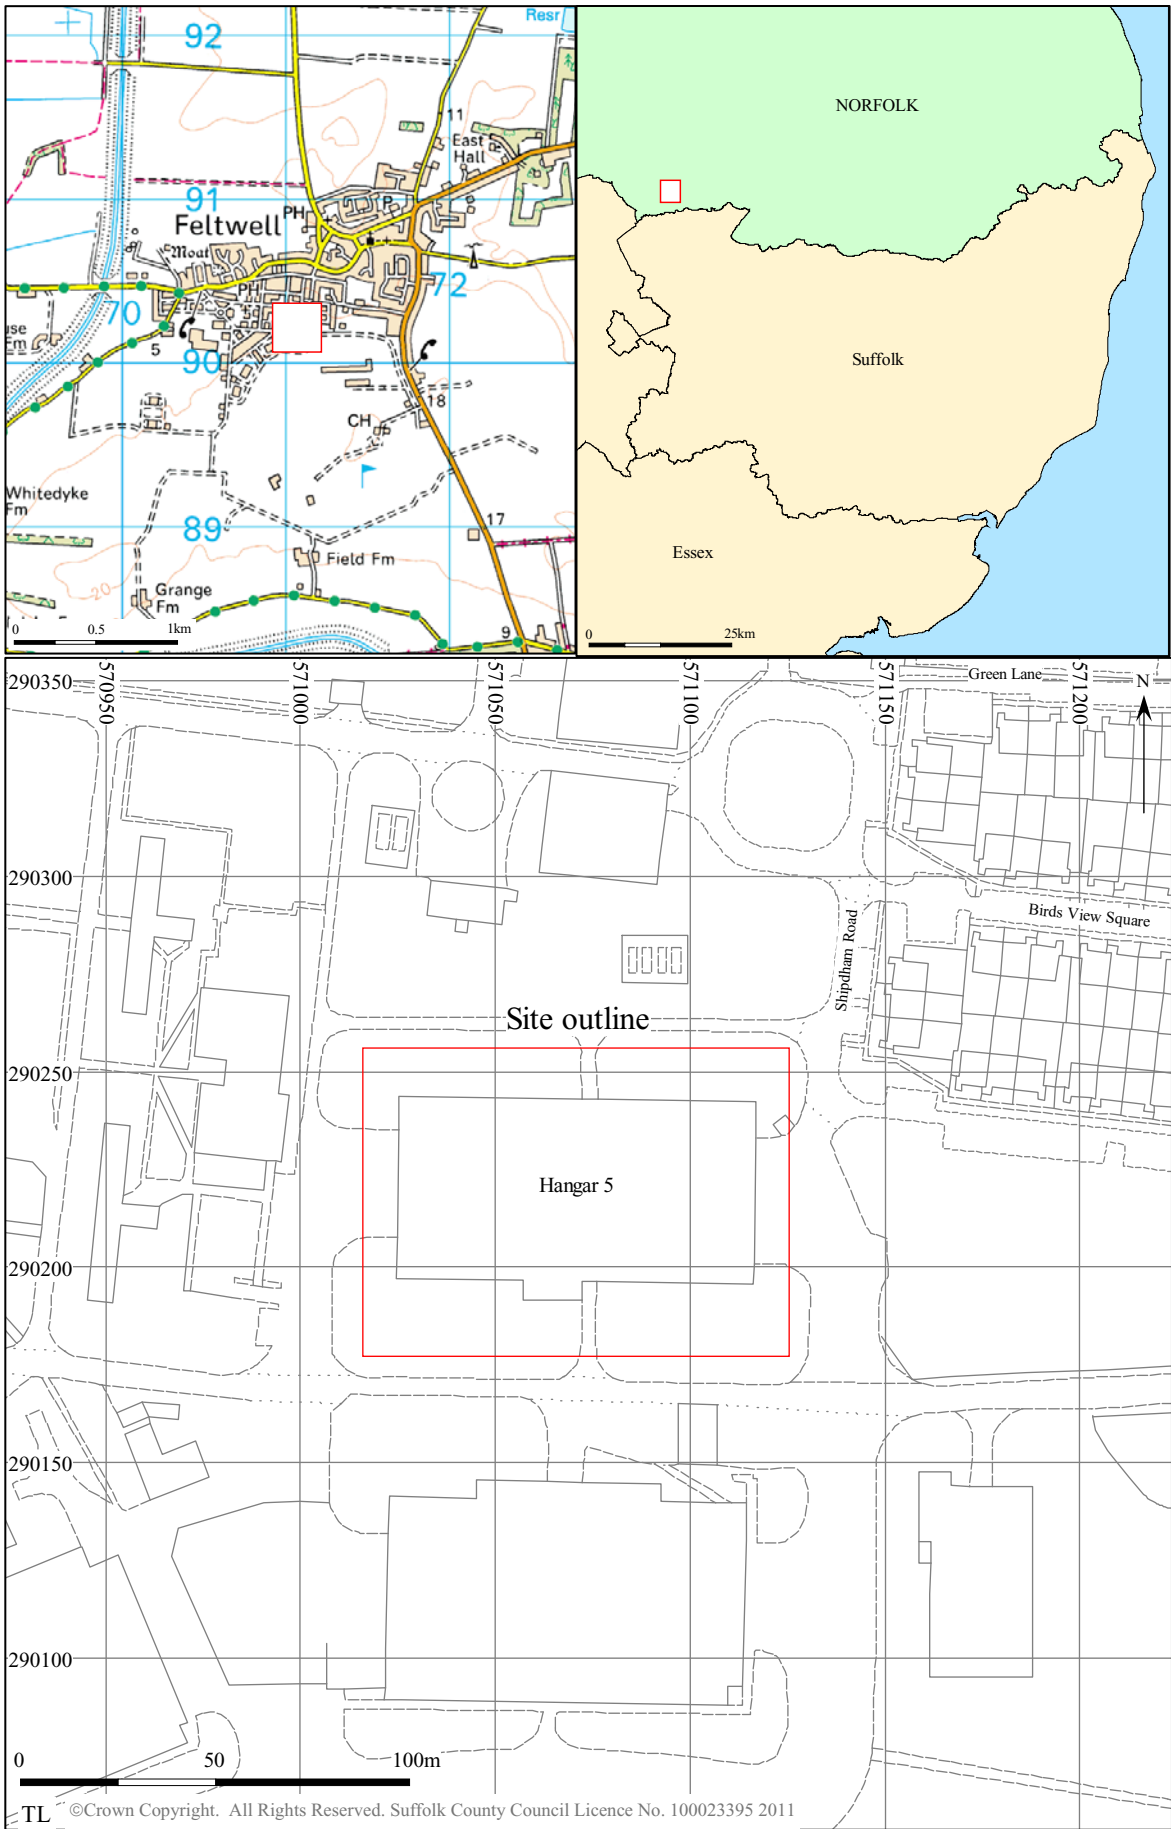 92
Resr
11
East
Hall
91
PH
P
Feltwell
Moat
72
PH
70
5
90
5
18
CH
Whitedyke
Fm
89
17
Field Fm
20
Grange
Fm
9
0 0.5 1km
NORFOLK
Suffolk
Essex
0 25km
290350
570950
571000
571050
571100
571150
571200
Green Lane
N
290300
Birds View Square
Shipdham Road
Site outline
290250
Hangar 5
290200
290150
290100
0 50 100m
TL ©Crown Copyright. All Rights Reserved. Suffolk County Council Licence No. 100023395 2011